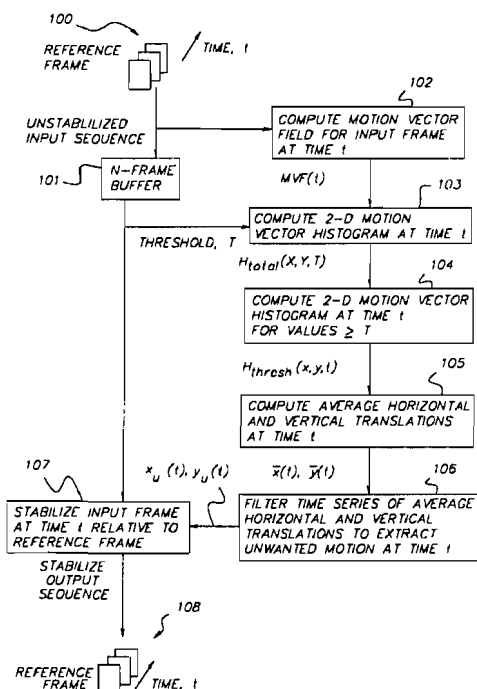 100
REFERENCE
FRAME
TIME, t
UNSTABLILIZED
INPUT SEQUENCE
101
N-FRAME
BUFFER
102
COMPUTE MOTION VECTOR
FIELD FOR INPUT FRAME
AT TIME t
MVF(t)
103
COMPUTE 2-D MOTION
VECTOR HISTOGRAM AT TIME t
THRESHOLD, T
Htotal(X,Y,T)
104
COMPUTE 2-D MOTION VECTOR
HISTOGRAM AT TIME t
FOR VALUES ≥ T
Hthresh(x,y,t)
105
COMPUTE AVERAGE HORIZONTAL
AND VERTICAL TRANSLATIONS
AT TIME t
x̄(t), ȳ(t)
106
FILTER TIME SERIES OF AVERAGE
HORIZONTAL AND VERTICAL
TRANSLATIONS TO EXTRACT
UNWANTED MOTION AT TIME t
xu(t), yu(t)
107
STABILIZE INPUT FRAME
AT TIME t RELATIVE TO
REFERENCE FRAME
STABILIZE
OUTPUT
SEQUENCE
108
REFERENCE
FRAME
TIME, t